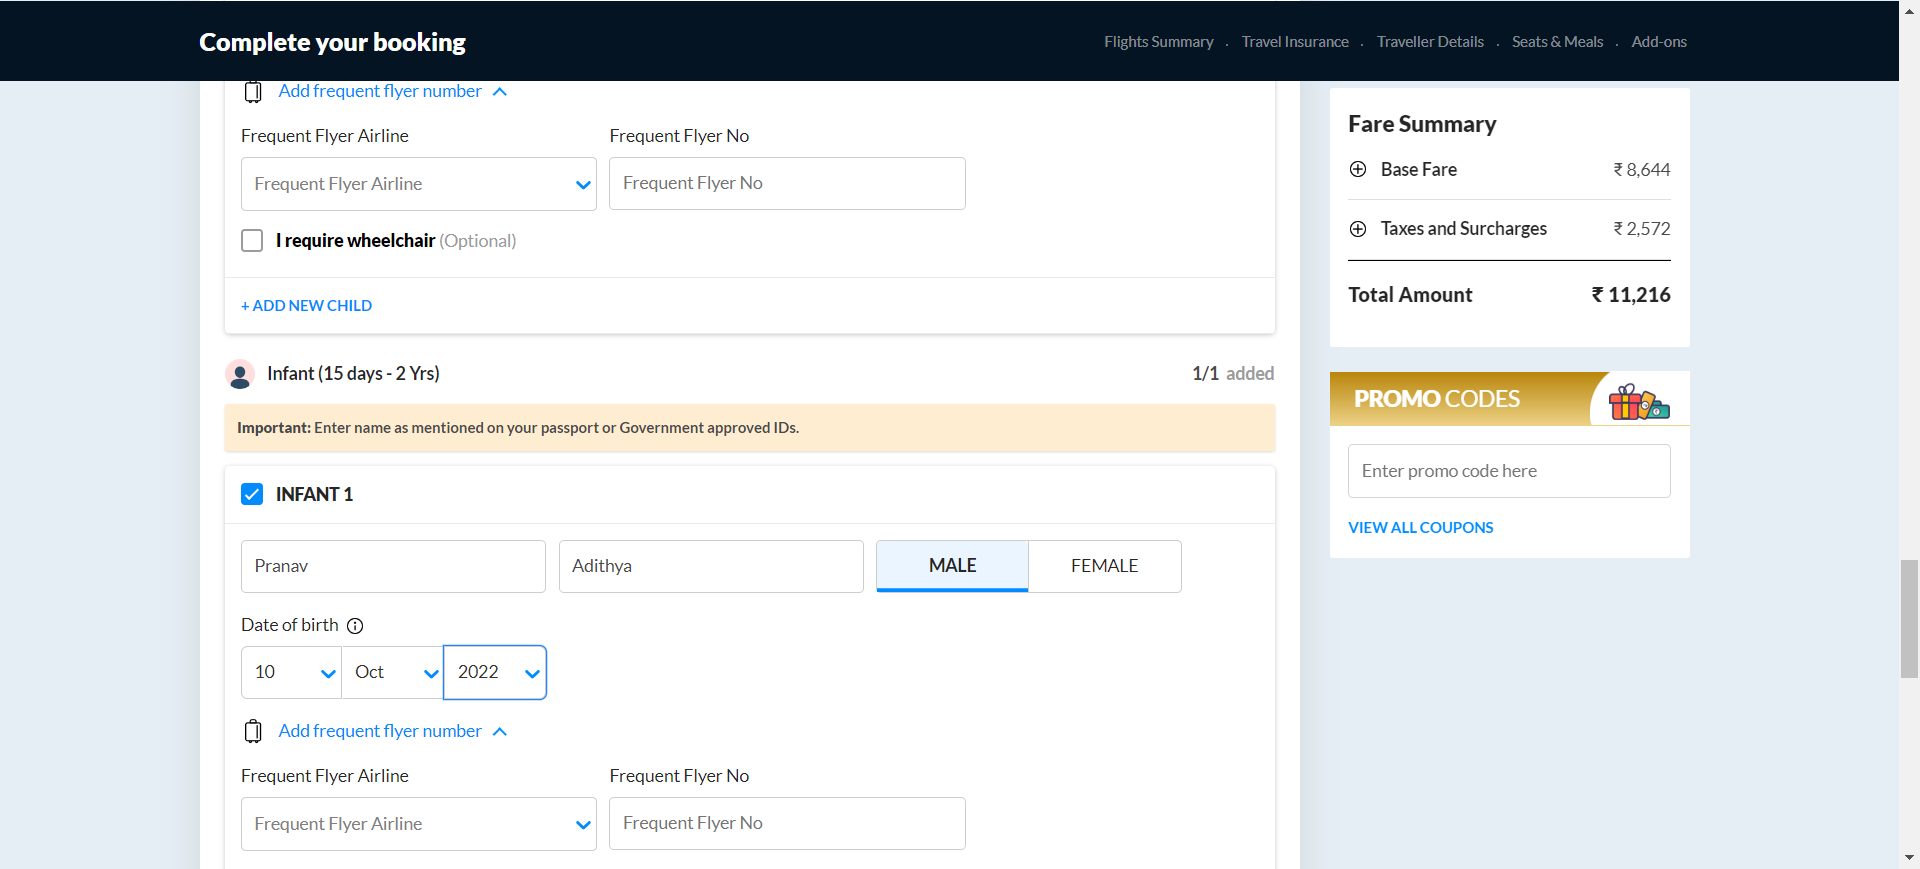 Complete your booking
Flights Summary . Travel Insurance . Traveller Details . Seats & Meals . Add-ons
Add frequent flyer number
Frequent Flyer Airline
Frequent Flyer No
Frequent Flyer Airline
Frequent Flyer No
I require wheelchair (Optional)
+ ADD NEW CHILD
Infant (15 days - 2 Yrs)
1/1 added
Important: Enter name as mentioned on your passport or Government approved IDs.
INFANT 1
Pranav
Adithya
MALE
FEMALE
Date of birth
10
Oct
2022
Add frequent flyer number
Frequent Flyer Airline
Frequent Flyer No
Frequent Flyer Airline
Frequent Flyer No
Fare Summary
Base Fare
₹ 8,644
Taxes and Surcharges
₹ 2,572
Total Amount
₹ 11,216
PROMO CODES
Enter promo code here
VIEW ALL COUPONS